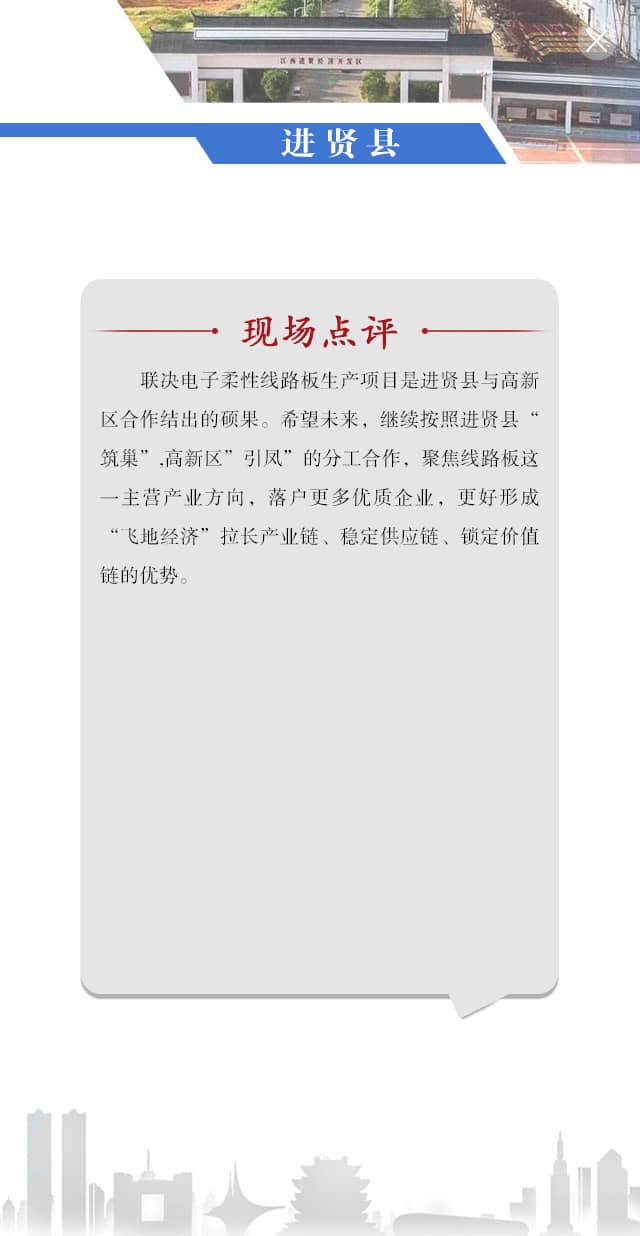 江西进贤经济开发区
进贤县
现场点评
联决电子柔性线路板生产项目是进贤县与高新
区合作结出的硕果。希望未来，继续按照进贤县“
筑巢”,高新区”引凤”的分工合作，聚焦线路板这
一主营产业方向，落户更多优质企业，更好形成
“飞地经济”拉长产业链、稳定供应链、锁定价值
链的优势。